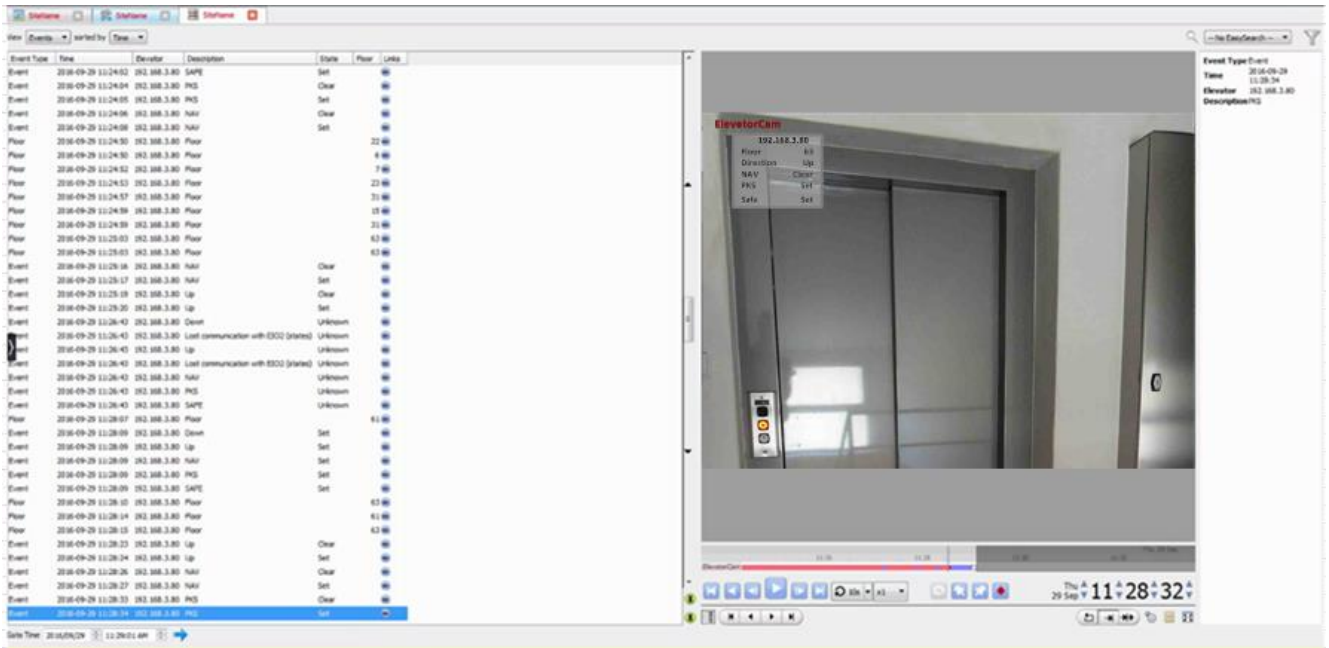 SiteName SiteName SiteName
View Events sorted by Time
-- No EasySearch --
Event Type Time Elevator Description State Floor Links
Event 2016-09-29 11:24:02 192.168.3.80 SAFE Set
Event 2016-09-29 11:24:04 192.168.3.80 PKS Clear
Event 2016-09-29 11:24:05 192.168.3.80 PKS Set
Event 2016-09-29 11:24:06 192.168.3.80 NAV Clear
Event 2016-09-29 11:24:08 192.168.3.80 NAV Set
Floor 2016-09-29 11:24:50 192.168.3.80 Floor 22
Floor 2016-09-29 11:24:50 192.168.3.80 Floor 6
Floor 2016-09-29 11:24:52 192.168.3.80 Floor 7
Floor 2016-09-29 11:24:53 192.168.3.80 Floor 23
Floor 2016-09-29 11:24:57 192.168.3.80 Floor 31
Floor 2016-09-29 11:24:59 192.168.3.80 Floor 15
Floor 2016-09-29 11:24:59 192.168.3.80 Floor 31
Floor 2016-09-29 11:25:03 192.168.3.80 Floor 63
Floor 2016-09-29 11:25:03 192.168.3.80 Floor 63
Event 2016-09-29 11:25:16 192.168.3.80 NAV Clear
Event 2016-09-29 11:25:17 192.168.3.80 NAV Set
Event 2016-09-29 11:25:19 192.168.3.80 Up Clear
Event 2016-09-29 11:25:20 192.168.3.80 Up Set
Event 2016-09-29 11:26:43 192.168.3.80 Down Unknown
2016-09-29 11:26:43 192.168.3.80 Lost communication with ESIO2 (states) Unknown
2016-09-29 11:26:43 192.168.3.80 Up Unknown
Event 2016-09-29 11:26:43 192.168.3.80 Lost communication with ESIO2 (states) Unknown
Event 2016-09-29 11:26:43 192.168.3.80 NAV Unknown
Event 2016-09-29 11:26:43 192.168.3.80 PKS Unknown
Event 2016-09-29 11:26:43 192.168.3.80 SAFE Unknown
Floor 2016-09-29 11:28:07 192.168.3.80 Floor 61
Event 2016-09-29 11:28:09 192.168.3.80 Down Set
Event 2016-09-29 11:28:09 192.168.3.80 Up Set
Event 2016-09-29 11:28:09 192.168.3.80 NAV Set
Event 2016-09-29 11:28:09 192.168.3.80 PKS Set
Event 2016-09-29 11:28:09 192.168.3.80 SAFE Set
Floor 2016-09-29 11:28:10 192.168.3.80 Floor 63
Floor 2016-09-29 11:28:14 192.168.3.80 Floor 61
Floor 2016-09-29 11:28:15 192.168.3.80 Floor 63
Event 2016-09-29 11:28:23 192.168.3.80 Up Clear
Event 2016-09-29 11:28:24 192.168.3.80 Up Set
Event 2016-09-29 11:28:26 192.168.3.80 NAV Clear
Event 2016-09-29 11:28:27 192.168.3.80 NAV Set
Event 2016-09-29 11:28:33 192.168.3.80 PKS Clear
Event 2016-09-29 11:28:34 192.168.3.80 PKS Set
Goto Time 2016/09/29 11:29:01 AM
ElevatorCam
192.168.3.80
Floor 63
Direction Up
NAV Clear
PKS Set
Safe Set
11:28
ElevatorCam
10s x1
Thu 29 Sep 11 28 32
Event Type Event
Time 2016-09-29
11:28:34
Elevator 192.168.3.80
Description PKS